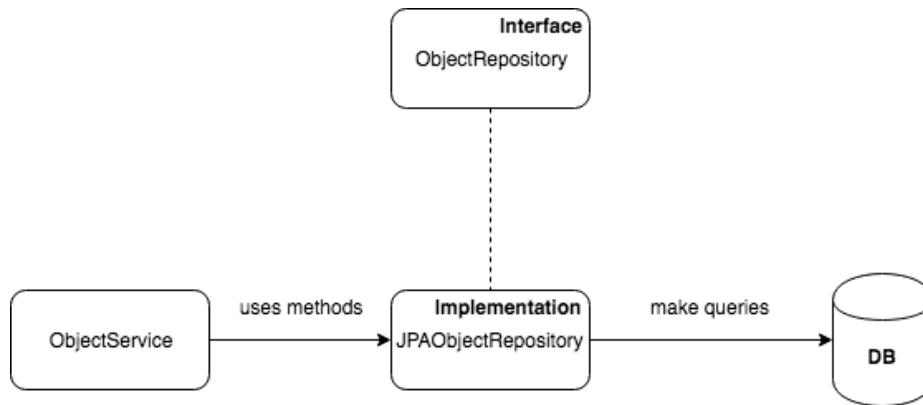 Interface
ObjectRepository
uses methods
make queries
Implementation
ObjectService
JPAObjectRepository
DB